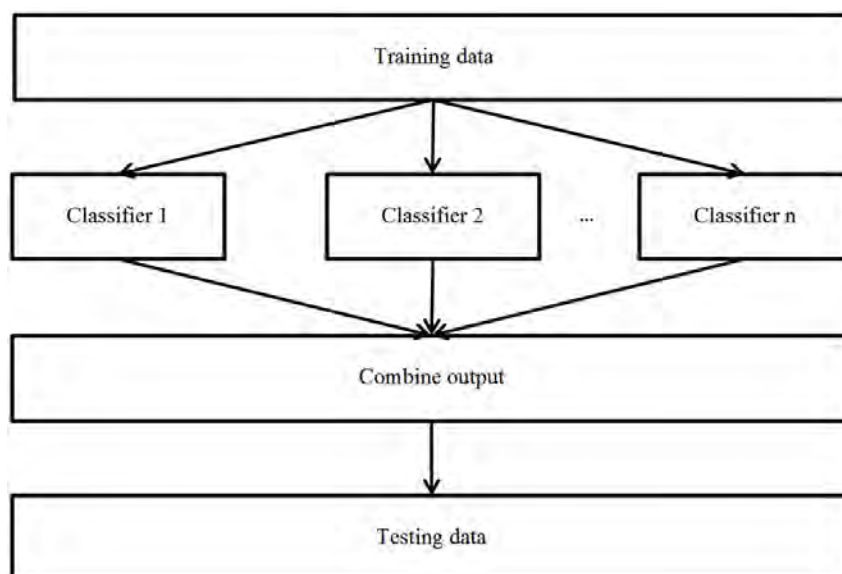 Training data
Classifier 1
Classifier 2
...
Classifier n
Combine output
Testing data